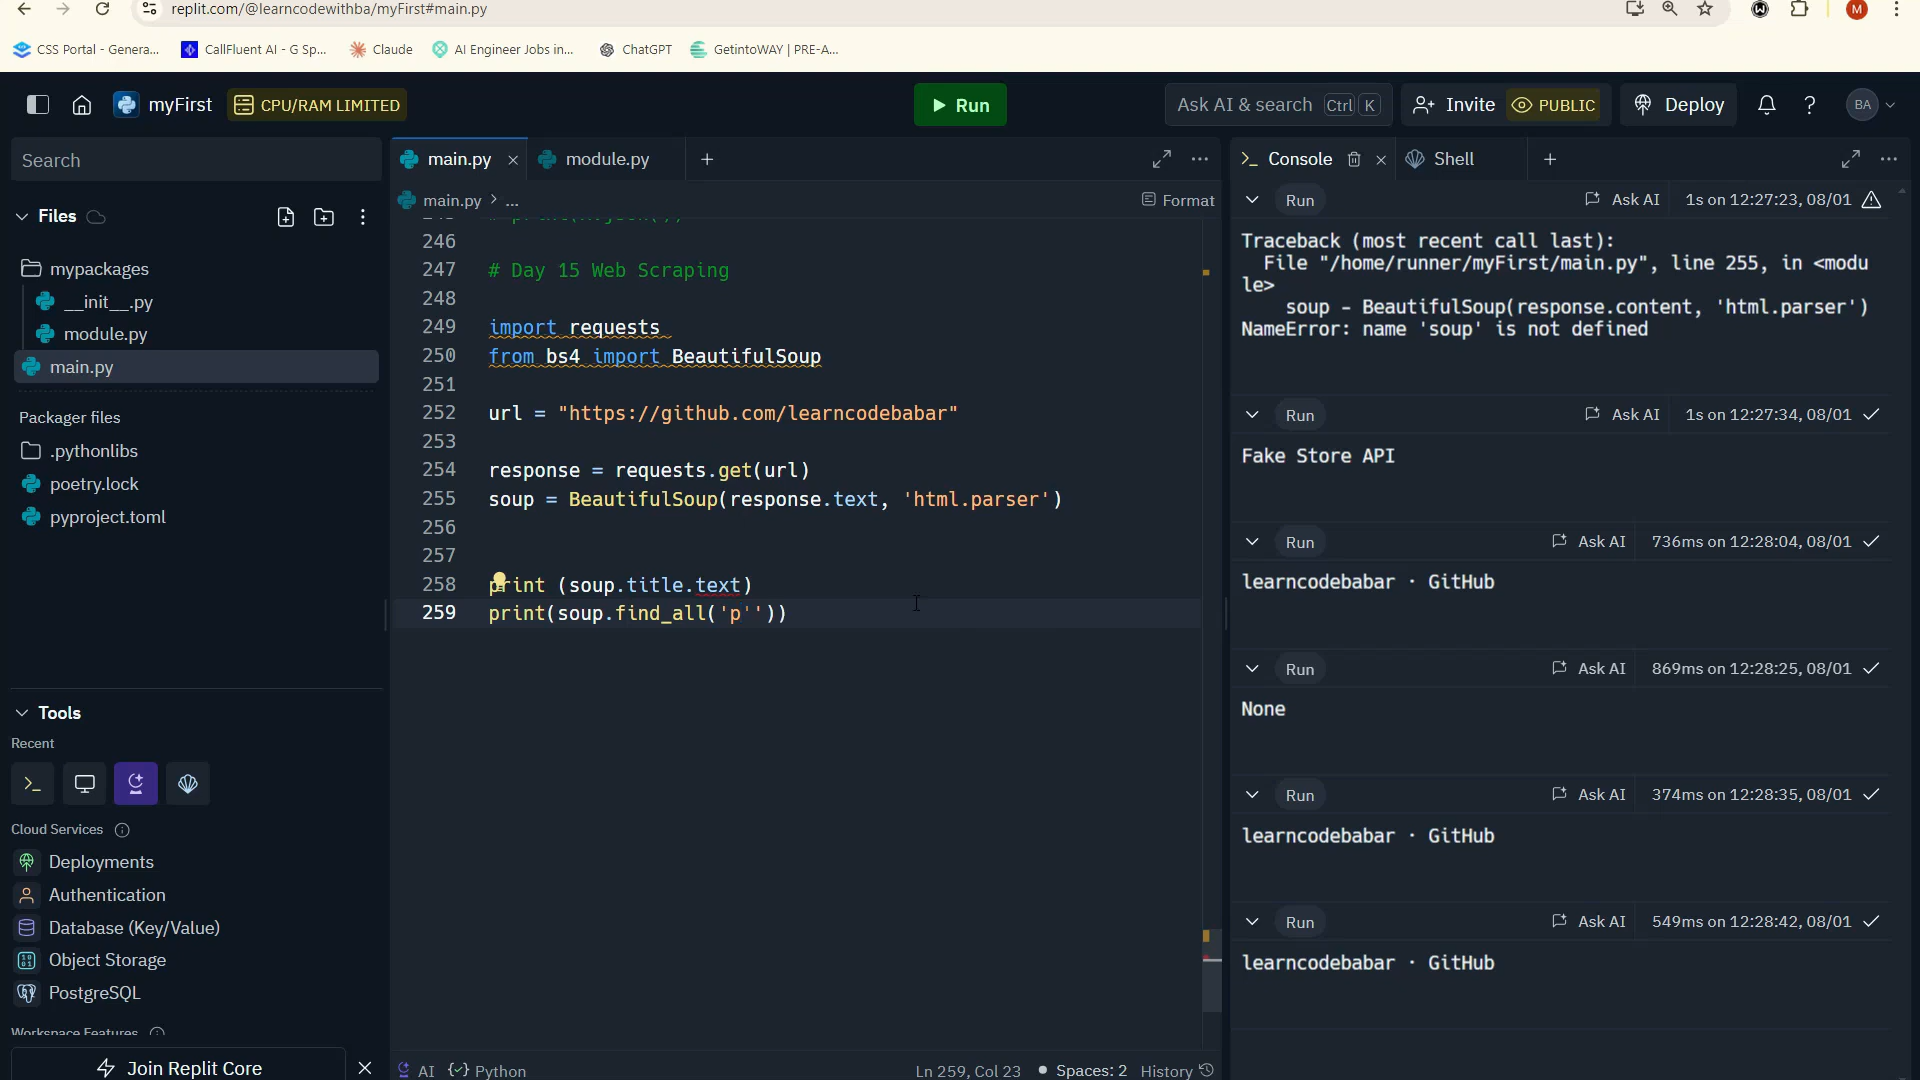 replit.com/@learncodewithba/myFirst#main.py
M
CSS Portal - Genera...
CallFluent AI - G Sp...
Claude
AI Engineer Jobs in...
ChatGPT
GetintoWAY | PRE-A...
myFirst
CPU/RAM LIMITED
Run
Ask AI & search
Ctrl
K
Invite
PUBLIC
Deploy
BA
Search
Files
mypackages
__init__.py
module.py
main.py
Packager files
.pythonlibs
poetry.lock
pyproject.toml
Tools
Recent
Cloud Services
Deployments
Authentication
Database (Key/Value)
Object Storage
PostgreSQL
Workspace Features
Join Replit Core
main.py
module.py
main.py > ...
Format
246
247 # Day 15 Web Scraping
248
249 import requests
250 from bs4 import BeautifulSoup
251
252 url = "https://github.com/learncodebabar"
253
254 response = requests.get(url)
255 soup = BeautifulSoup(response.text, 'html.parser')
256
257
258 print (soup.title.text)
259 print(soup.find_all('p''))
AI
Python
Ln 259, Col 23
Spaces: 2
History
Console
Shell
Run
Ask AI
1s on 12:27:23, 08/01
Traceback (most recent call last):
File "/home/runner/myFirst/main.py", line 255, in <modu
le>
soup - BeautifulSoup(response.content, 'html.parser')
NameError: name 'soup' is not defined
Run
Ask AI
1s on 12:27:34, 08/01
Fake Store API
Run
Ask AI
736ms on 12:28:04, 08/01
learncodebabar · GitHub
Run
Ask AI
869ms on 12:28:25, 08/01
None
Run
Ask AI
374ms on 12:28:35, 08/01
learncodebabar · GitHub
Run
Ask AI
549ms on 12:28:42, 08/01
learncodebabar · GitHub